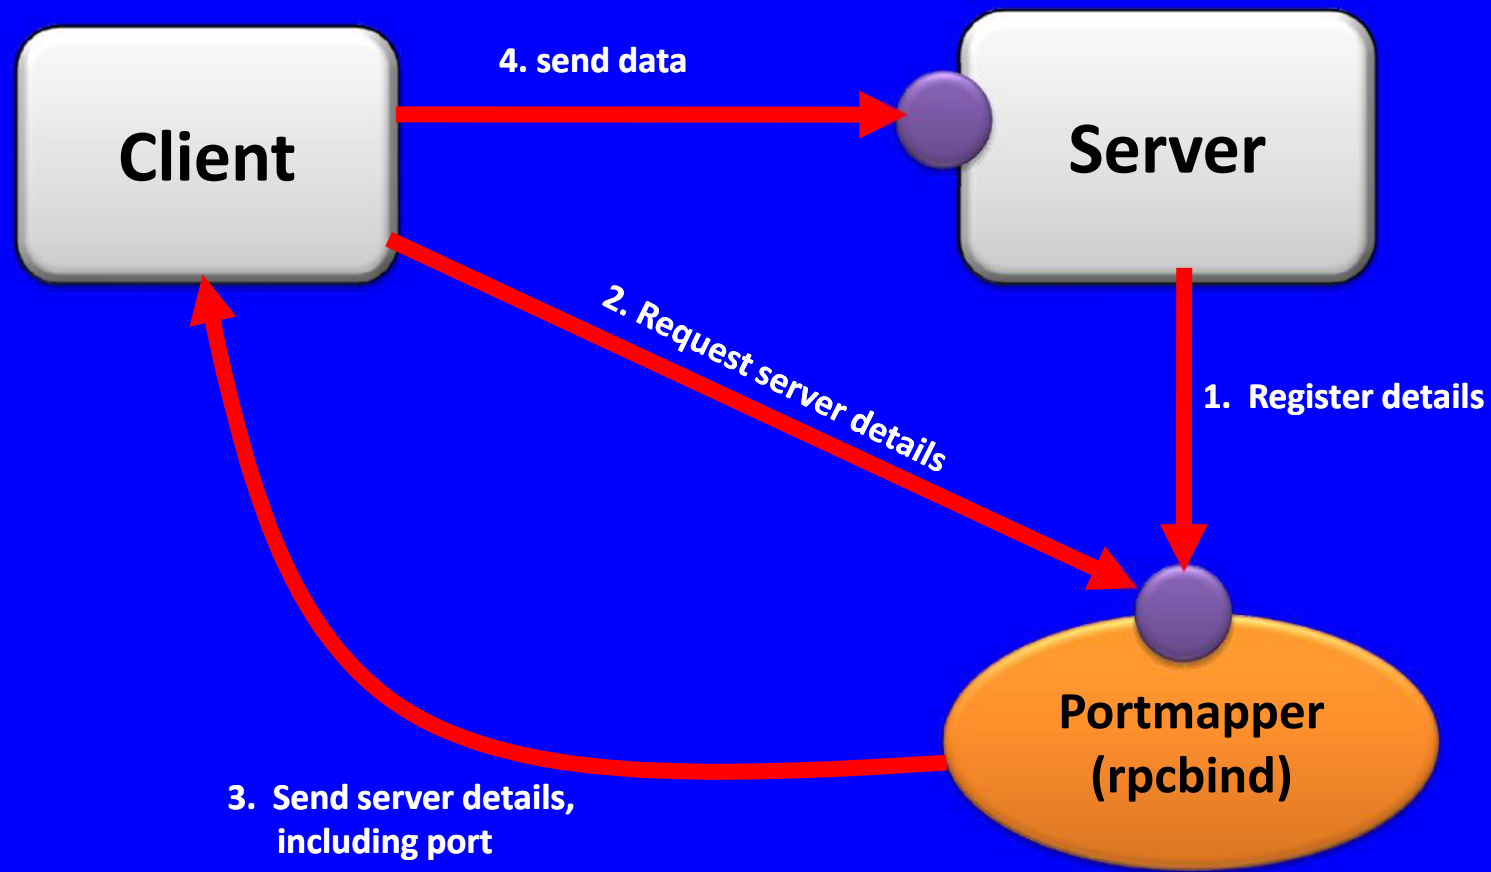 4. send data
Client
Server
2. Request server details
1. Register details
Portmapper
(rpcbind)
3. Send server details,
including port